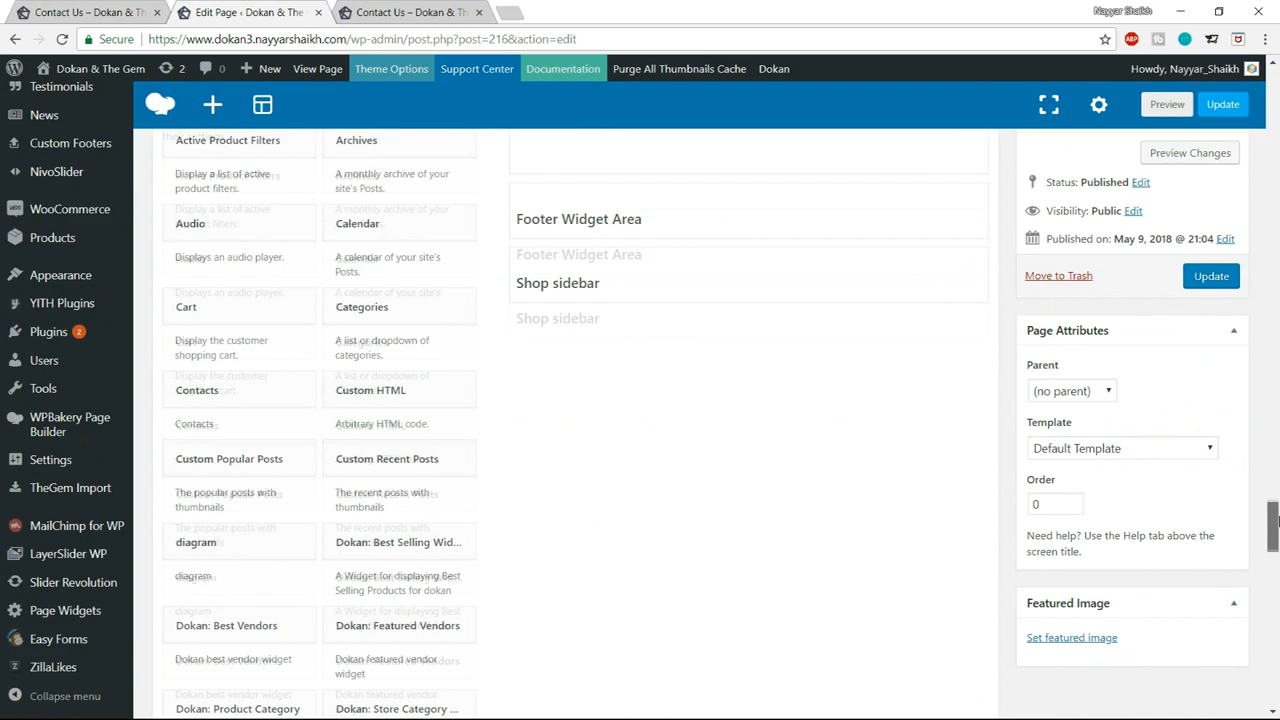 Contact Us – Dokan & The
Edit Page ‹ Dokan & The
Contact Us – Dokan & The
Nayyar Shaikh
Secure
https://www.dokan3.nayyarshaikh.com/wp-admin/post.php?post=216&action=edit
Dokan & The Gem
2
0
New
View Page
Theme Options
Support Center
Documentation
Purge All Thumbnails Cache
Dokan
Howdy, Nayyar_Shaikh
Testimonials
News
Custom Footers
NivoSlider
WooCommerce
Products
Appearance
YITH Plugins
Plugins 2
Users
Tools
WPBakery Page
Builder
Settings
TheGem Import
MailChimp for WP
LayerSlider WP
Slider Revolution
Page Widgets
Easy Forms
ZillaLikes
Collapse menu
Preview
Update
Active Product Filters
Display a list of active
product filters.
Archives
A monthly archive of your
site's Posts.
Audio
Displays an audio player.
Calendar
A calendar of your site's
Posts.
Cart
Display the customer
shopping cart.
Categories
A list or dropdown of
categories.
Contacts
Contacts
Custom HTML
Arbitrary HTML code.
Custom Popular Posts
The popular posts with
thumbnails
Custom Recent Posts
The recent posts with
thumbnails
diagram
diagram
Dokan: Best Selling Wid...
A Widget for displaying Best
Selling Products for dokan
Dokan: Best Vendors
Dokan best vendor widget
Dokan: Featured Vendors
Dokan featured vendor
widget
Dokan: Product Category
Dokan: Store Category ...
Footer Widget Area
Footer Widget Area
Shop sidebar
Shop sidebar
Preview Changes
Status: Published Edit
Visibility: Public Edit
Published on: May 9, 2018 @ 21:04 Edit
Move to Trash
Update
Page Attributes
Parent
(no parent)
Template
Default Template
Order
0
Need help? Use the Help tab above the
screen title.
Featured Image
Set featured image